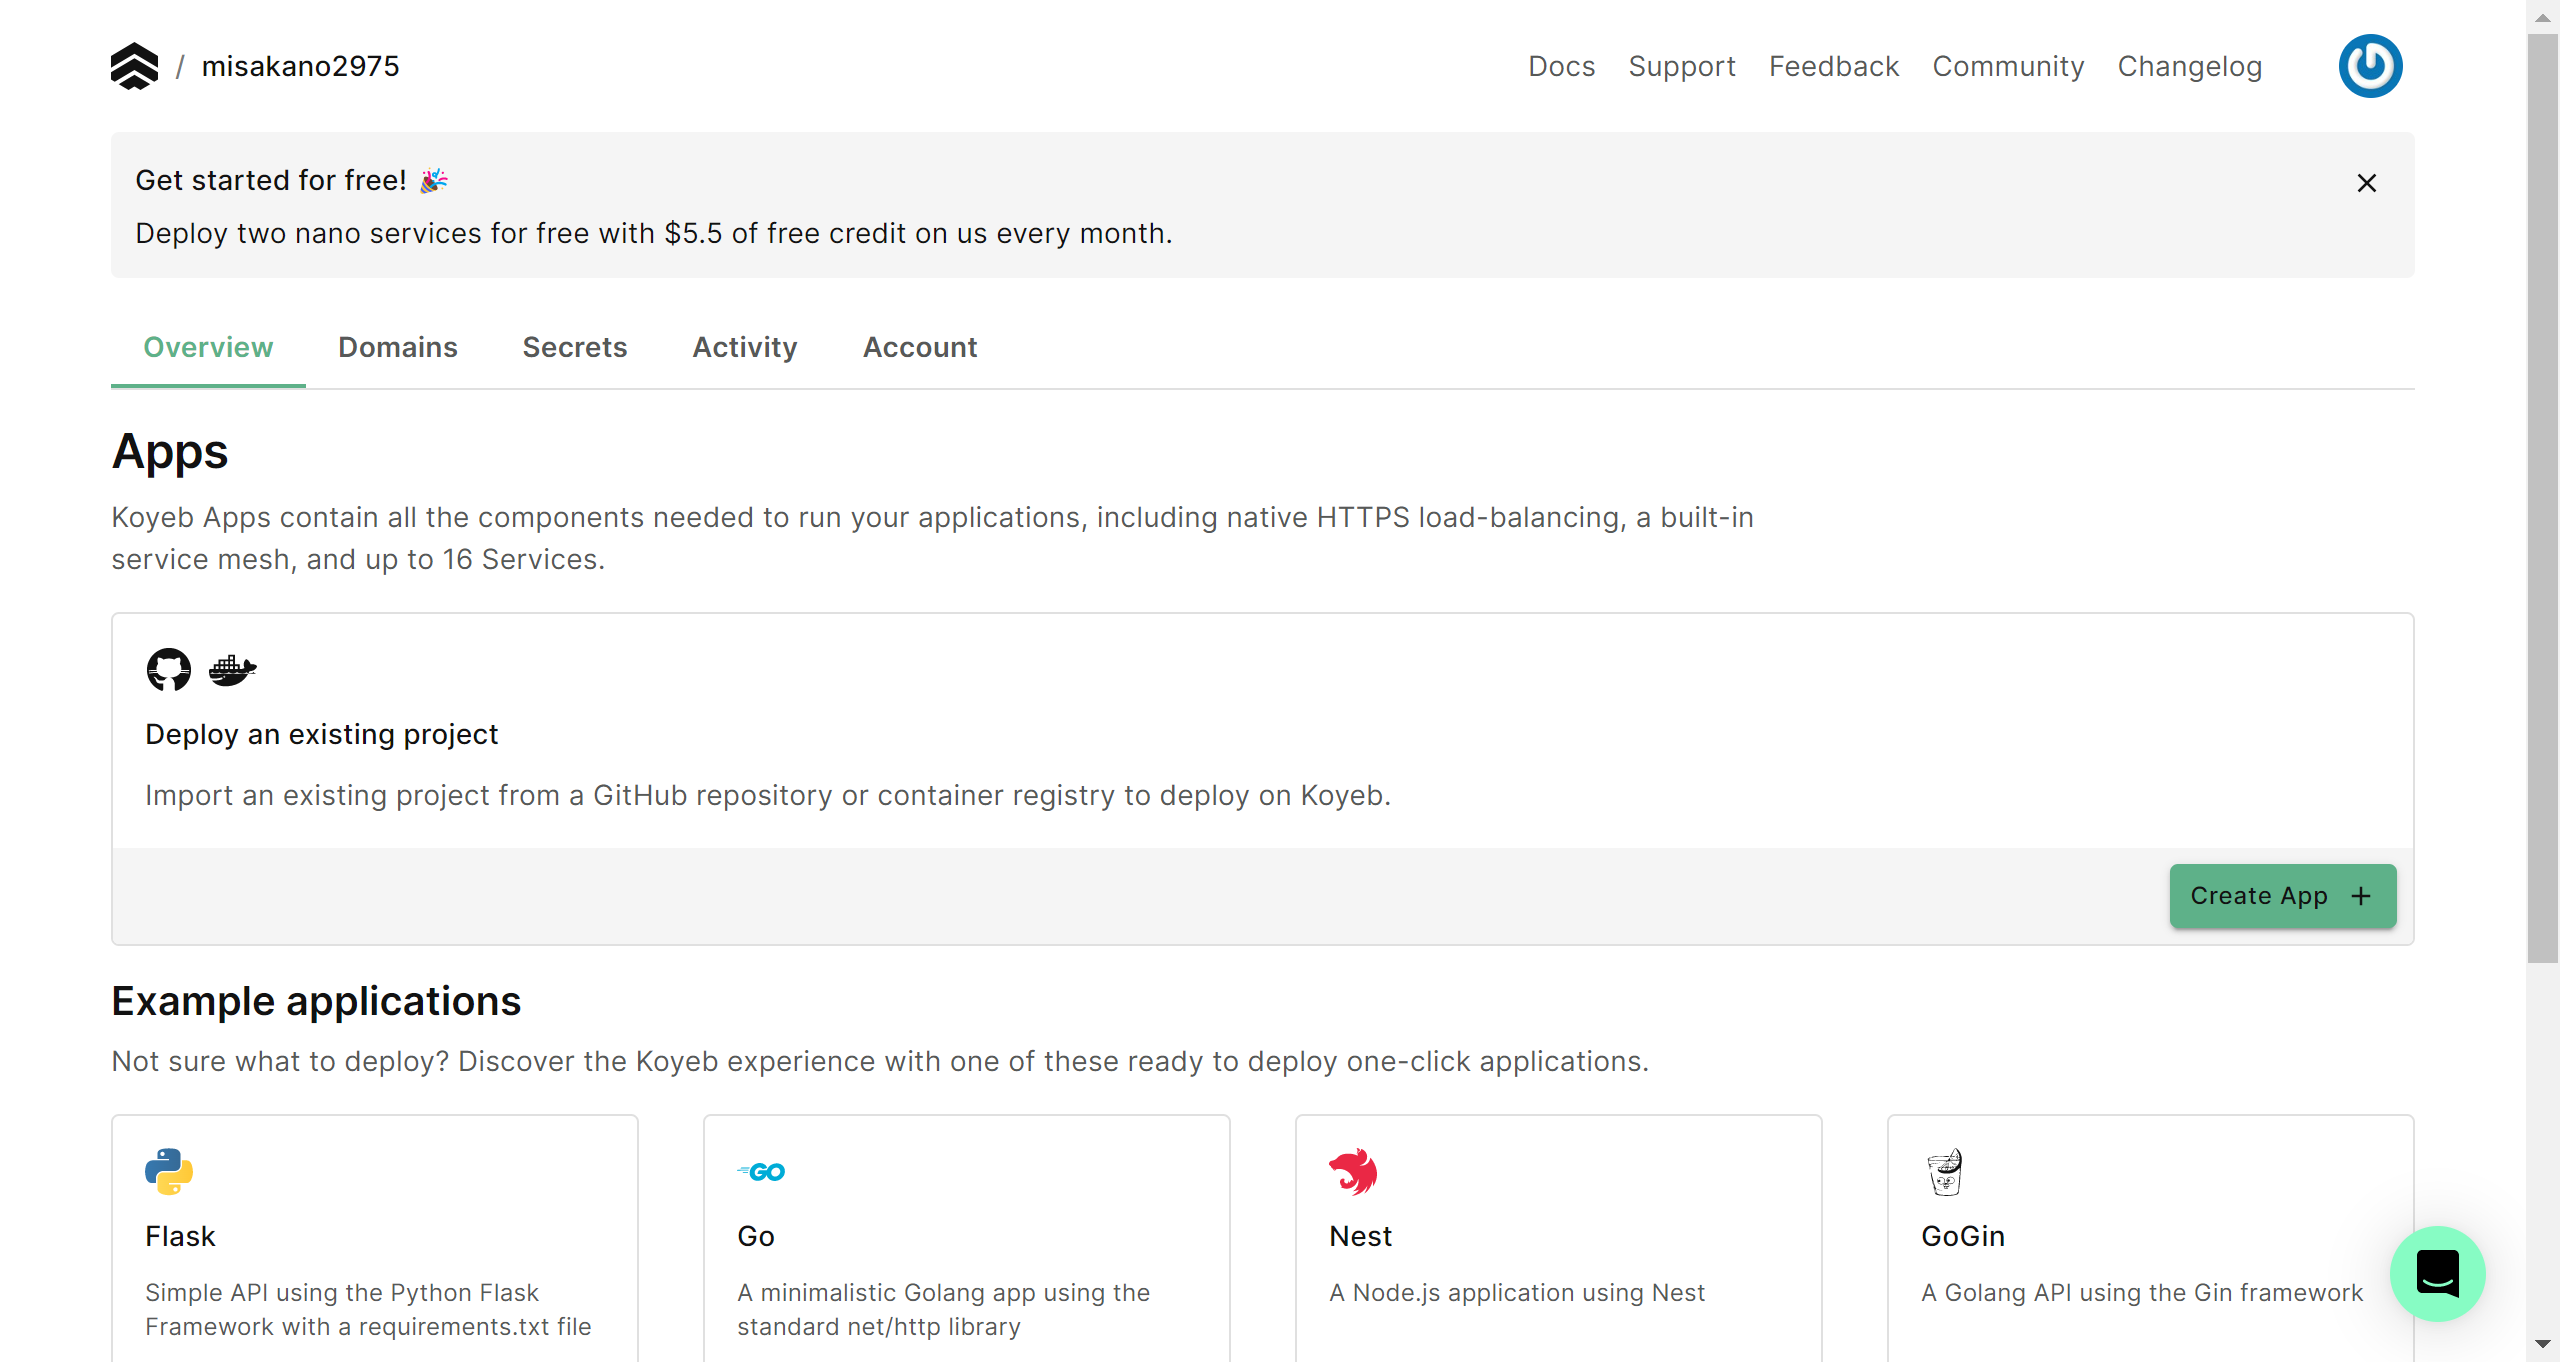 / misakano2975
Docs Support Feedback Community Changelog
Get started for free! 🎉
Deploy two nano services for free with $5.5 of free credit on us every month.
Overview Domains Secrets Activity Account
Apps
Koyeb Apps contain all the components needed to run your applications, including native HTTPS load-balancing, a built-in
service mesh, and up to 16 Services.
Deploy an existing project
Import an existing project from a GitHub repository or container registry to deploy on Koyeb.
Create App +
Example applications
Not sure what to deploy? Discover the Koyeb experience with one of these ready to deploy one-click applications.
Flask
Simple API using the Python Flask
Framework with a requirements.txt file
GO
Go
A minimalistic Golang app using the
standard net/http library
Nest
A Node.js application using Nest
GoGin
A Golang API using the Gin framework